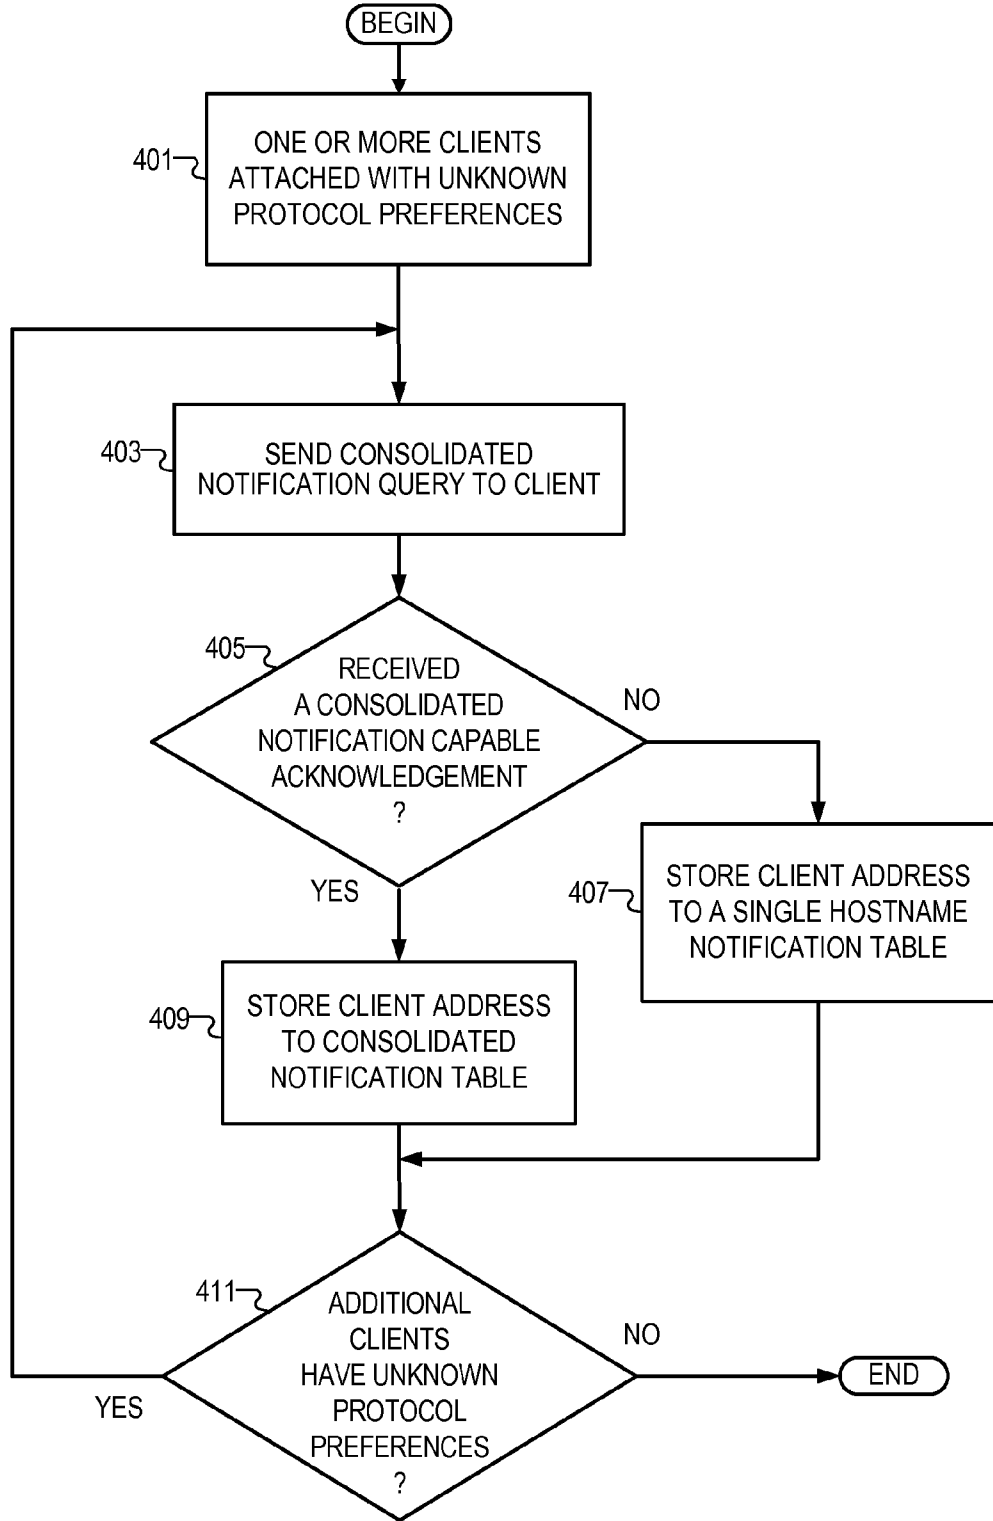 BEGIN
401
ONE OR MORE CLIENTS
ATTACHED WITH UNKNOWN
PROTOCOL PREFERENCES
403
SEND CONSOLIDATED
NOTIFICATION QUERY TO CLIENT
405
RECEIVED
A CONSOLIDATED
NOTIFICATION CAPABLE
ACKNOWLEDGEMENT
?
NO
YES
407
STORE CLIENT ADDRESS
TO A SINGLE HOSTNAME
NOTIFICATION TABLE
409
STORE CLIENT ADDRESS
TO CONSOLIDATED
NOTIFICATION TABLE
411
ADDITIONAL
CLIENTS
HAVE UNKNOWN
PROTOCOL
PREFERENCES
?
NO
YES
END